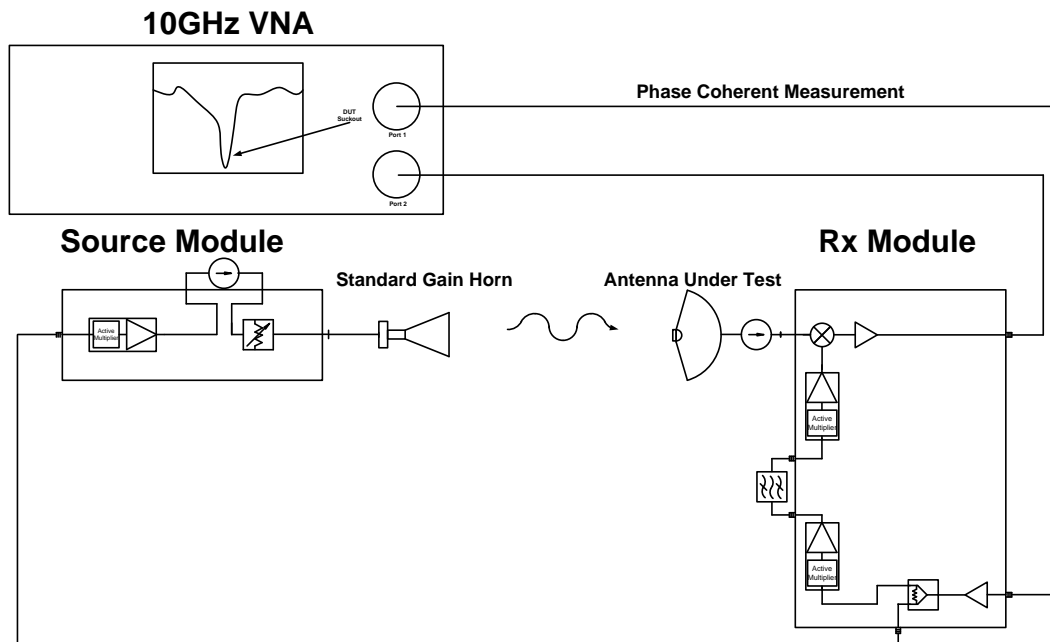 10GHz VNA
DUT
Suckout
Port 1
Port 2
Phase Coherent Measurement
Source Module
Rx Module
Standard Gain Horn
Antenna Under Test
Active
Multiplier
Active
Multiplier
Active
Multiplier